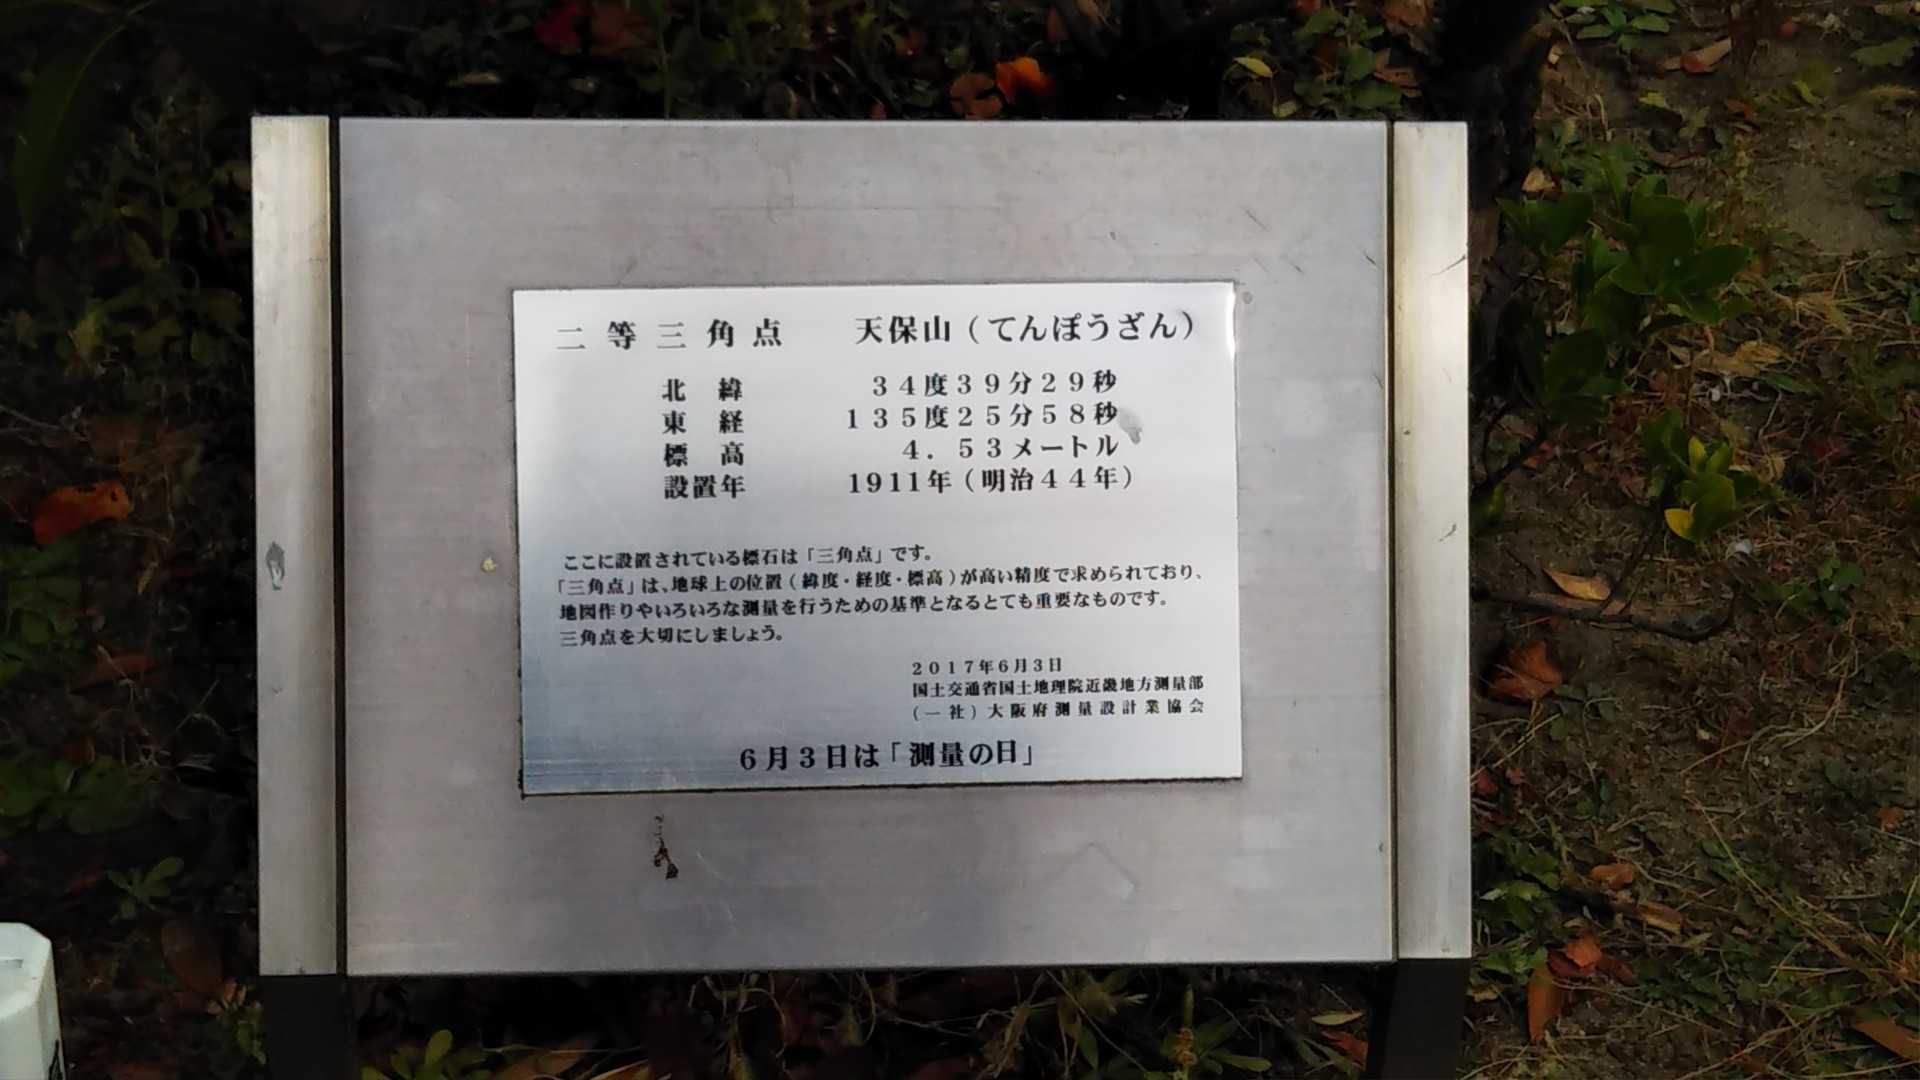 二等三角点　天保山(てんぽうざん)
北緯　34度39分29秒
東経　135度25分58秒
標高　4.53メートル
設置年　1911年(明治44年)
ここに設置されている標石は「三角点」です。
「三角点」は、地球上の位置(緯度・経度・標高)が高い精度で求められており、
地図作りやいろいろな測量を行うための基準となるとても重要なものです。
三角点を大切にしましょう。
2017年6月3日
国土交通省国土地理院近畿地方測量部
(一社)大阪府測量設計業協会
6月3日は「測量の日」